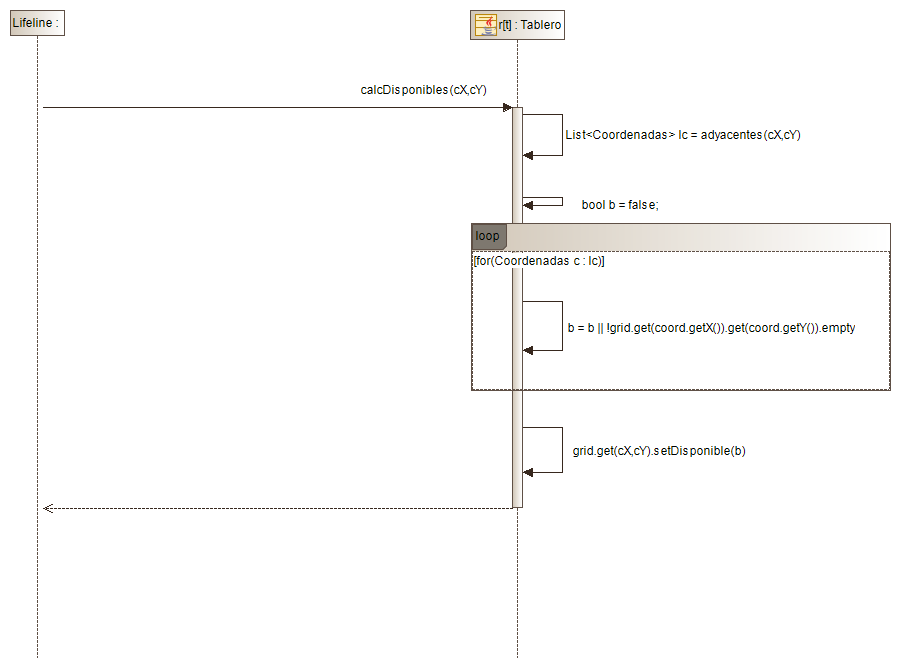 Lifeline :
r[t] : Tablero
calcDisponibles(cX,cY)
List<Coordenadas> lc = adyacentes(cX,cY)
bool b = false;
loop
[for(Coordenadas c : lc)]
b = b || !grid.get(coord.getX()).get(coord.getY()).empty
grid.get(cX,cY).setDisponible(b)